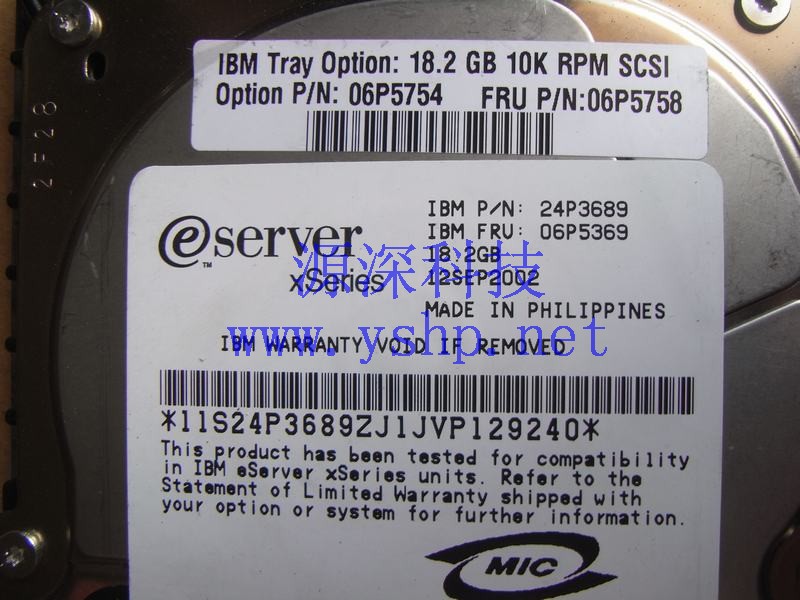 2F28
IBM Tray Option: 18.2 GB 10K RPM SCSI
Option P/N: 06P5754 FRU P/N:06P5758
eserver
TM
xSeries
IBM P/N: 24P3689
IBM FRU: 06P5369
18.2GB
12SEP2002
MADE IN PHILIPPINES
源深科技
www.yshp.net
IBM WARRANTY VOID IF REMOVED
*11S24P3689ZJ1JVP129240*
This product has been tested for compatibility
in IBM eServer xSeries units. Refer to the
Statement of Limited Warranty shipped with
your option or system for further information.
MIC